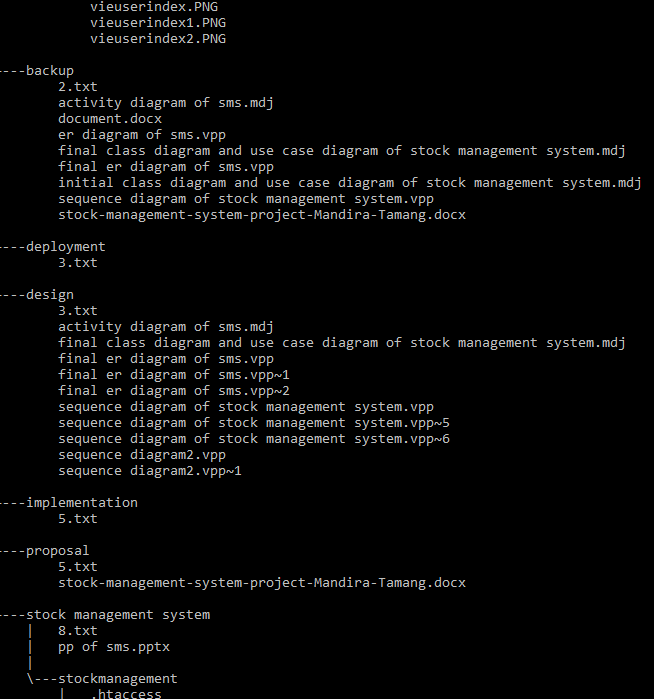 vieuserindex.PNG
vieuserindex1.PNG
vieuserindex2.PNG
----backup
2.txt
activity diagram of sms.mdj
document.docx
er diagram of sms.vpp
final class diagram and use case diagram of stock management system.mdj
final er diagram of sms.vpp
initial class diagram and use case diagram of stock management system.mdj
sequence diagram of stock management system.vpp
stock-management-system-project-Mandira-Tamang.docx
----deployment
3.txt
----design
3.txt
activity diagram of sms.mdj
final class diagram and use case diagram of stock management system.mdj
final er diagram of sms.vpp
final er diagram of sms.vpp~1
final er diagram of sms.vpp~2
sequence diagram of stock management system.vpp
sequence diagram of stock management system.vpp~5
sequence diagram of stock management system.vpp~6
sequence diagram2.vpp
sequence diagram2.vpp~1
----implementation
5.txt
----proposal
5.txt
stock-management-system-project-Mandira-Tamang.docx
----stock management system
|   8.txt
|   pp of sms.pptx
|
\---stockmanagement
|   .htaccess